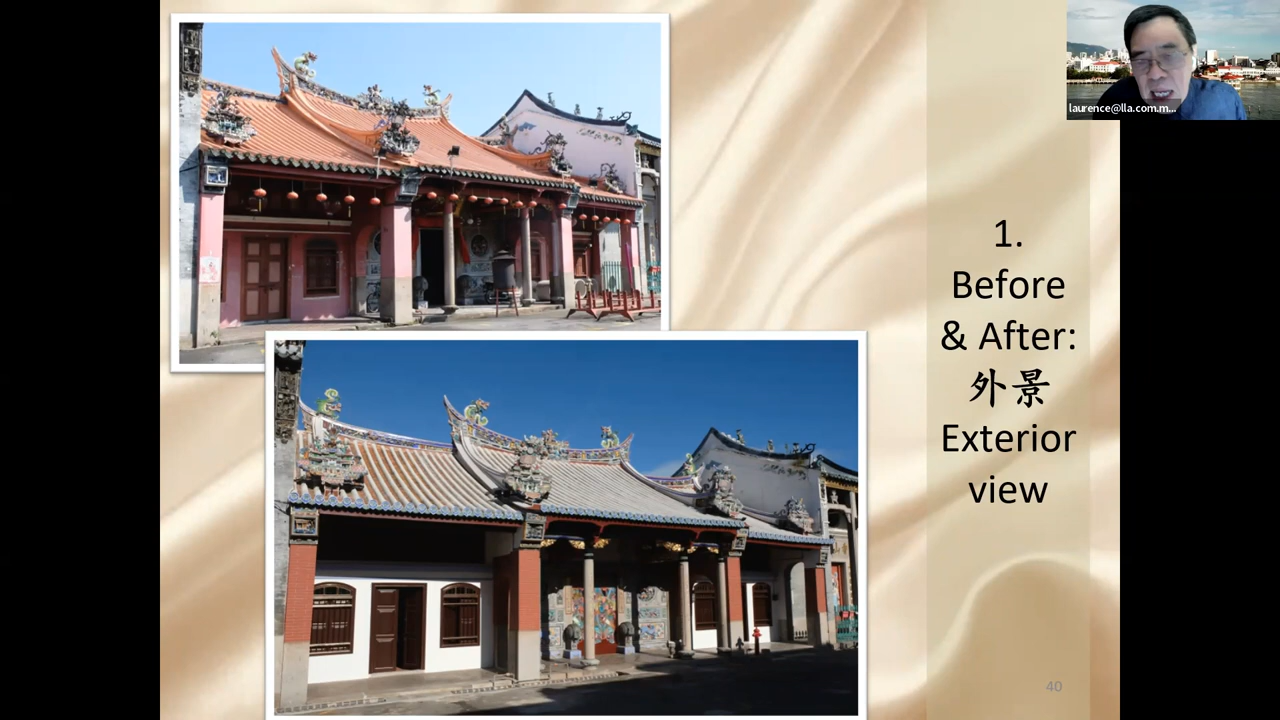 laurence@lla.com.m...
1.
Before
& After:
外景
Exterior
view
40